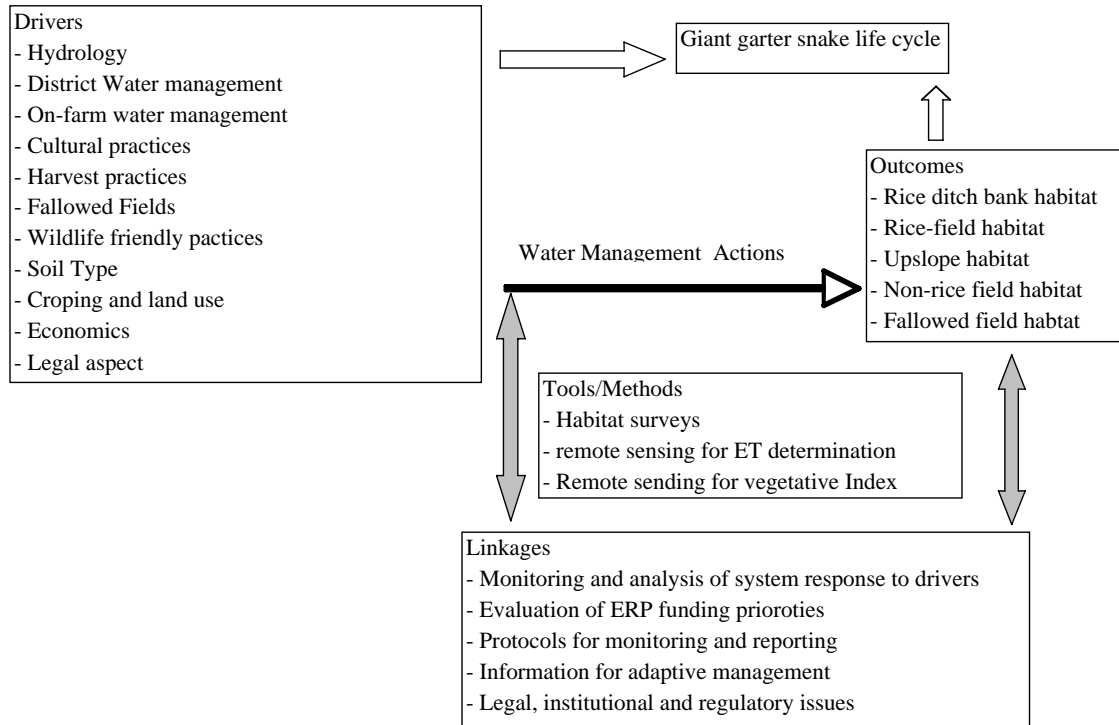 Drivers
- Hydrology
- District Water management
- On-farm water management
- Cultural practices
- Harvest practices
- Fallowed Fields
- Wildlife friendly pactices
- Soil Type
- Croping and land use
- Economics
- Legal aspect
Giant garter snake life cycle
Outcomes
- Rice ditch bank habitat
- Rice-field habitat
- Upslope habitat
- Non-rice field habitat
- Fallowed field habtat
Water Management Actions
Tools/Methods
- Habitat surveys
- remote sensing for ET determination
- Remote sending for vegetative Index
Linkages
- Monitoring and analysis of system response to drivers
- Evaluation of ERP funding prioroties
- Protocols for monitoring and reporting
- Information for adaptive management
- Legal, institutional and regulatory issues